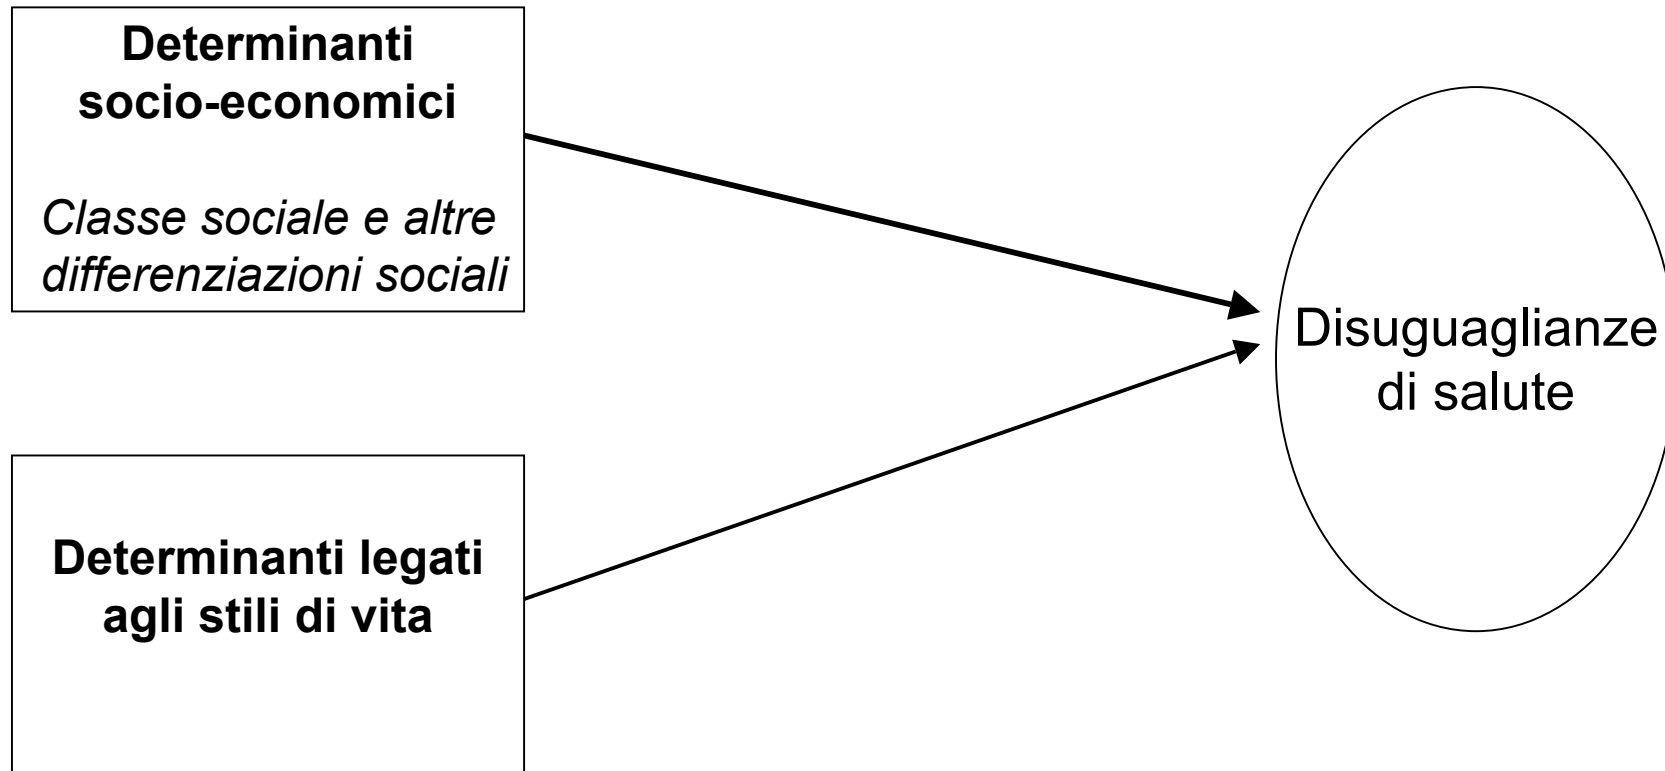 Determinanti
socio-economici
Classe sociale e altre
differenziazioni sociali
Disuguaglianze
di salute
Determinanti legati
agli stili di vita